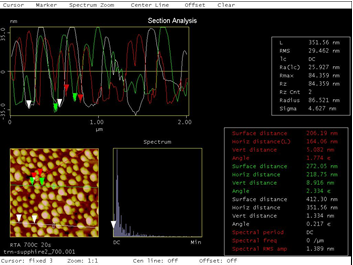 Cursor Marker Spectrum Zoom Center Line Offset Clear
Section Analysis
nm
35.0
0
-35.0
0 1.00 2.00
µm
L 351.56 nm
RMS 29.462 nm
lc DC
Ra(lc) 25.927 nm
Rmax 84.359 nm
Rz 84.359 nm
Rz Cnt 2
Radius 86.521 nm
Sigma 4.627 nm
Spectrum
DC Min
Surface distance 206.19 nm
Horiz distance(L) 164.06 nm
Vert distance 5.082 nm
Angle 1.774
Surface distance 272.05 nm
Horiz distance 218.75 nm
Vert distance 8.916 nm
Angle 2.334
Surface distance 412.30 nm
Horiz distance 351.56 nm
Vert distance 1.334 nm
Angle 0.217
Spectral period DC
Spectral freq 0 /µm
Spectral RMS amp 1.389 nm
RTA 700C 20s
trn-sapphire2_700.001
Cursor: fixed 3 Zoom: 1:1 Cen line: Off Offset: Off